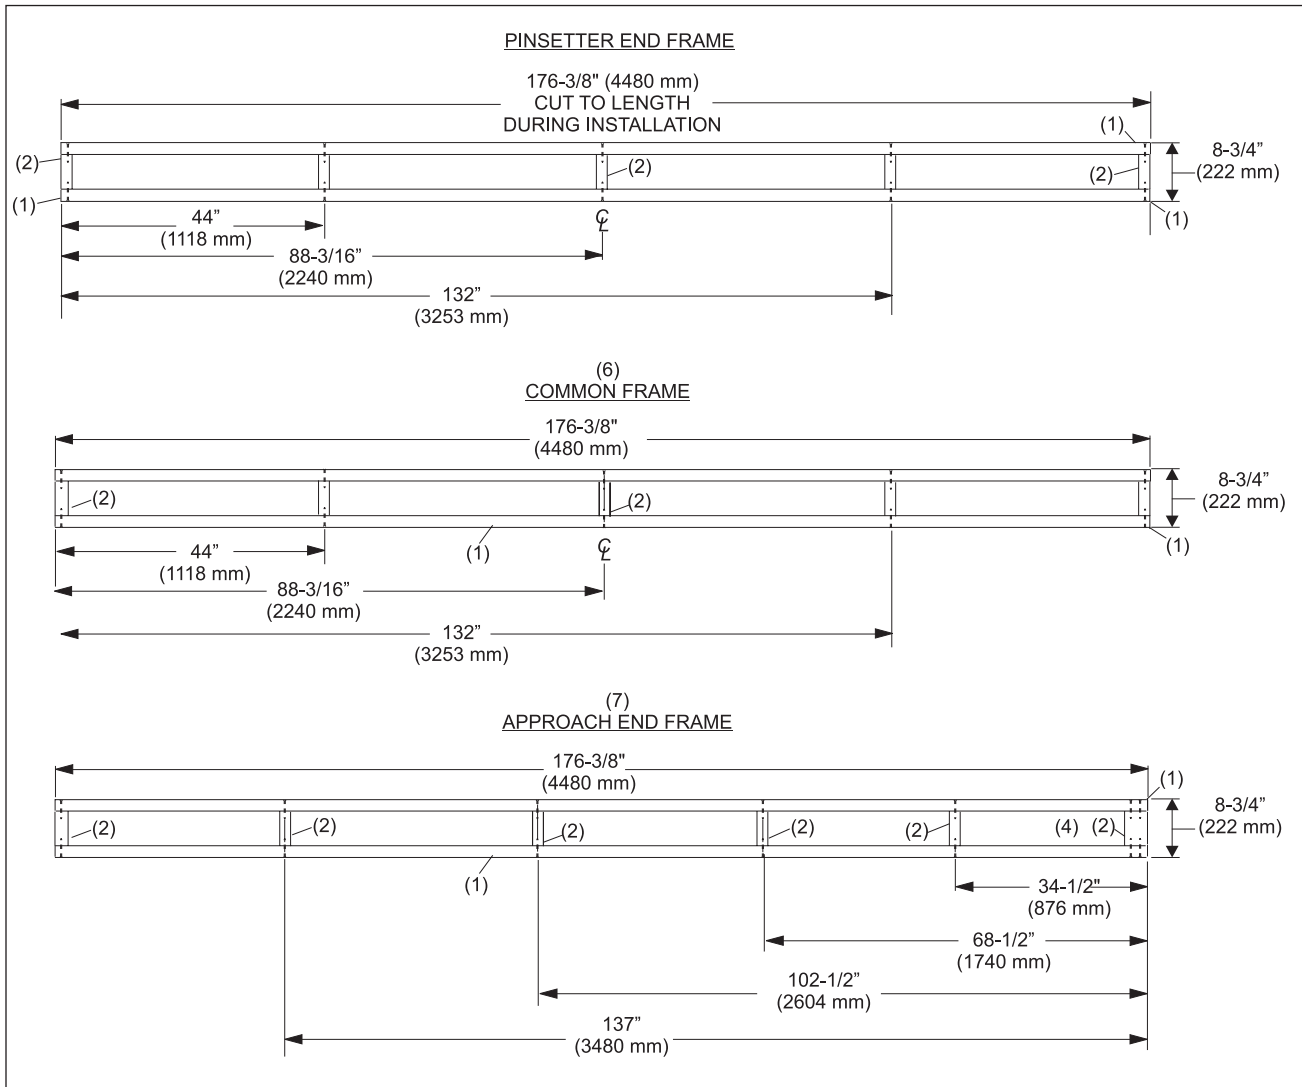 PINSETTER END FRAME
176-3/8" (4480 mm)
CUT TO LENGTH
DURING INSTALLATION
(1)
(2)
(2)
(2)
8-3/4”
(222 mm)
(1)
(1)
44”
(1118 mm)
℄
88-3/16”
(2240 mm)
132”
(3253 mm)
(6)
COMMON FRAME
176-3/8"
(4480 mm)
(2)
(2)
8-3/4”
(222 mm)
(1)
(1)
44”
(1118 mm)
℄
88-3/16”
(2240 mm)
132”
(3253 mm)
(7)
APPROACH END FRAME
176-3/8"
(4480 mm)
(1)
(2)
(2)
(2)
(2)
(2)
(4)
(2)
8-3/4”
(222 mm)
(1)
34-1/2"
(876 mm)
68-1/2”
(1740 mm)
102-1/2”
(2604 mm)
137”
(3480 mm)